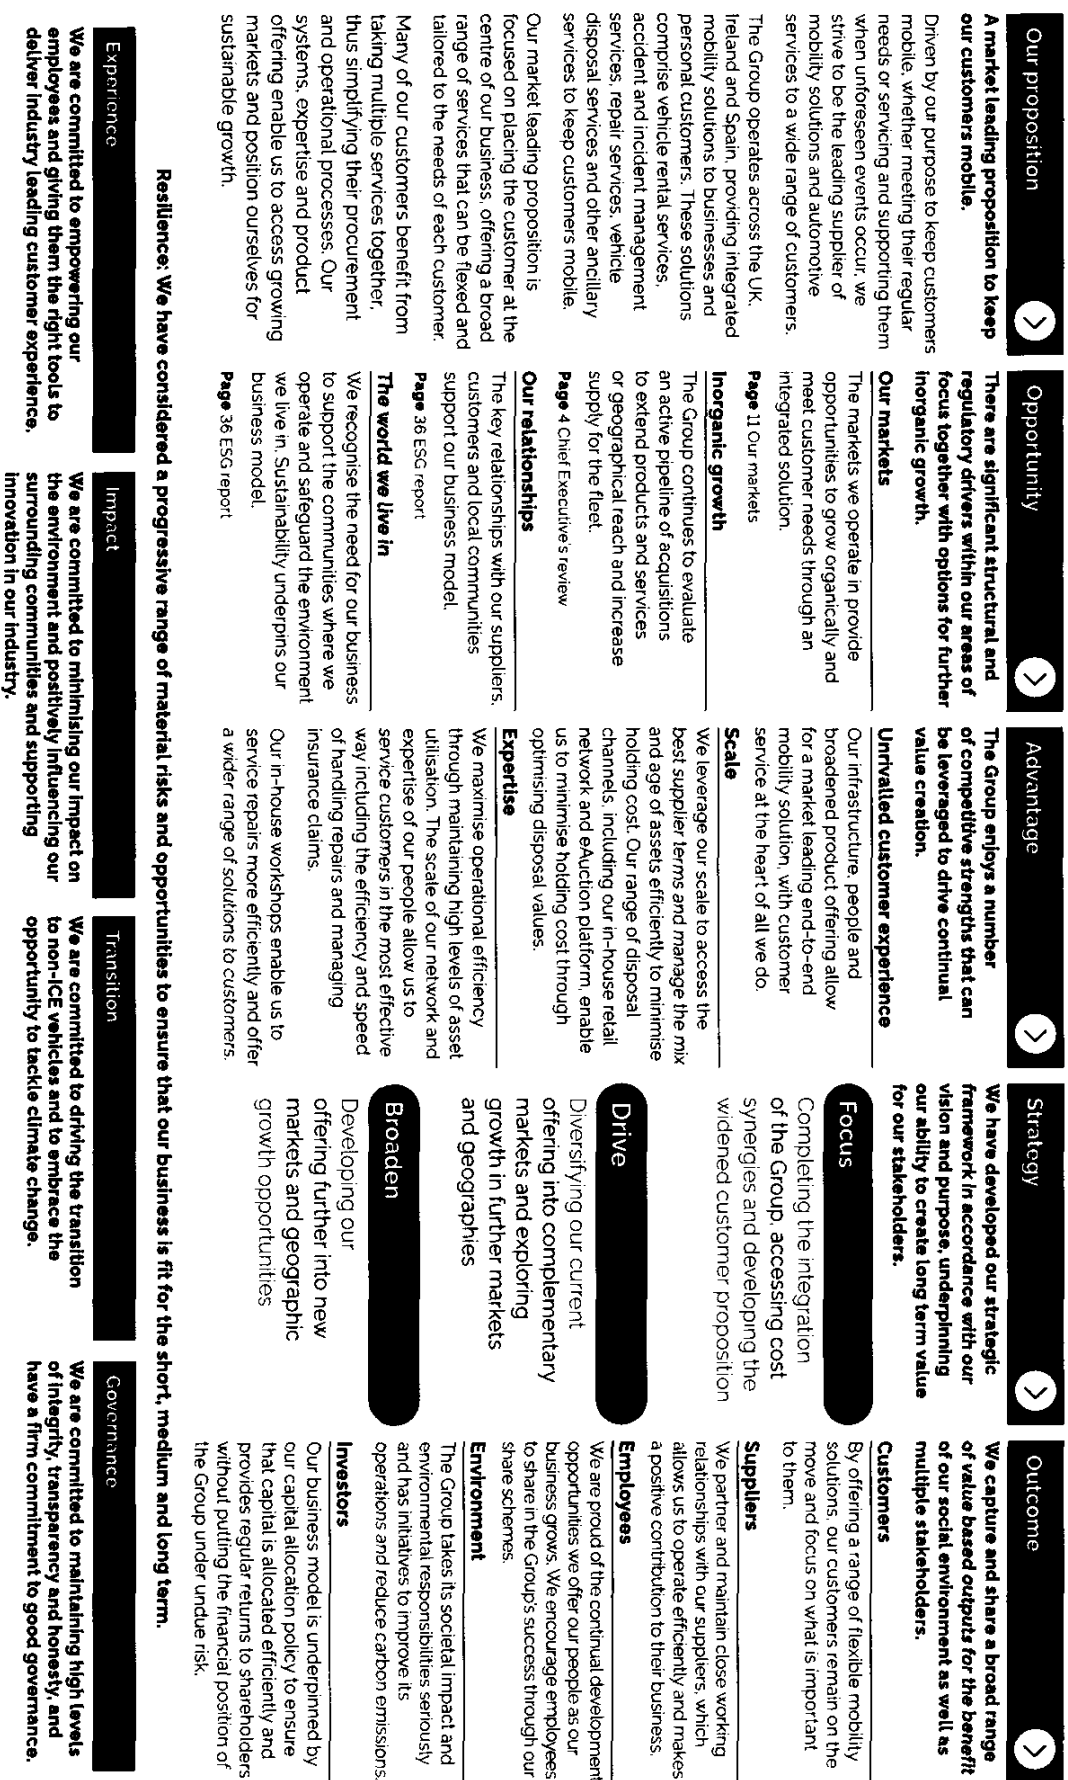 Our proposition
A market leading proposition to keep
our customers mobile.
Driven by our purpose to keep customers
mobile, whether meeting their regular
needs or servicing and supporting them
when unforeseen events occur, we
strive to be the leading supplier of
mobility solutions and automotive
services to a wide range of customers.
The Group operates across the UK,
Ireland and Spain, providing integrated
mobility solutions to businesses and
personal customers. These solutions
comprise vehicle rental services,
accident and incident management
services, repair services, vehicle
disposal services and other ancillary
services to keep customers mobile.
Our market leading proposition is
focused on placing the customer at the
centre of our business, offering a broad
range of services that can be flexed and
tailored to the needs of each customer.
Many of our customers benefit from
taking multiple services together,
thus simplifying their procurement
and operational processes. Our
systems, expertise and product
offering enable us to access growing
markets and position ourselves for
sustainable growth.
Opportunity
There are significant structural and
regulatory drivers within our areas of
focus together with options for further
inorganic growth.
Our markets
The markets we operate in provide
opportunities to grow organically and
meet customer needs through an
integrated solution.
Page 11 Our markets
Inorganic growth
The Group continues to evaluate
an active pipeline of acquisitions
to extend products and services
or geographical reach and increase
supply for the fleet.
Page 4 Chief Executive's review
Our relationships
The key relationships with our suppliers,
customers and local communities
support our business model.
Page 36 ESG report
The world we live in
We recognise the need for our business
to support the communities where we
operate and safeguard the environment
we live in. Sustainability underpins our
business model.
Page 36 ESG report
Advantage
The Group enjoys a number
of competitive strengths that can
be leveraged to drive continual
value creation.
Unrivalled customer experience
Our infrastructure, people and
broadened product offering allow
for a market leading end-to-end
mobility solution, with customer
service at the heart of all we do.
Scale
We leverage our scale to access the
best supplier terms and manage the mix
and age of assets efficiently to minimise
holding cost. Our range of disposal
channels, including our in-house retail
network and eAuction platform, enable
us to minimise holding cost through
optimising disposal values.
Expertise
We maximise operational efficiency
through maintaining high levels of asset
utilisation. The scale of our network and
expertise of our people allow us to
service customers in the most effective
way including the efficiency and speed
of handling repairs and managing
insurance claims.
Our in-house workshops enable us to
service repairs more efficiently and offer
a wider range of solutions to customers.
Strategy
We have developed our strategic
framework in accordance with our
vision and purpose, underpinning
our ability to create long term value
for our stakeholders.
Focus
Completing the integration
of the Group, accessing cost
synergies and developing the
widened customer proposition
Drive
Diversifying our current
offering into complementary
markets and exploring
growth in further markets
and geographies
Broaden
Developing our
offering further into new
markets and geographic
growth opportunities
Outcome
We capture and share a broad range
of value based outputs for the benefit
of our social environment as well as
multiple stakeholders.
Customers
By offering a range of flexible mobility
solutions, our customers remain on the
move and focus on what is important
to them.
Suppliers
We partner and maintain close working
relationships with our suppliers, which
allows us to operate efficiently and makes
a positive contribution to their business.
Employees
We are proud of the continual development
opportunities we offer our people as our
business grows. We encourage employees
to share in the Group's success through our
share schemes.
Environment
The Group takes its societal impact and
environmental responsibilities seriously
and has initiatives to improve its
operations and reduce carbon emissions.
Investors
Our business model is underpinned by
our capital allocation policy to ensure
that capital is allocated efficiently and
provides regular returns to shareholders
without putting the financial position of
the Group under undue risk.
Resilience: We have considered a progressive range of material risks and opportunities to ensure that our business is fit for the short, medium and long term.
Experience
We are committed to empowering our
employees and giving them the right tools to
deliver industry leading customer experience.
Impact
We are committed to minimising our impact on
the environment and positively influencing our
surrounding communities and supporting
innovation in our industry.
Transition
We are committed to driving the transition
to non-ICE vehicles and to embrace the
opportunity to tackle climate change.
Governance
We are committed to maintaining high levels
of integrity, transparency and honesty, and
have a firm commitment to good governance.